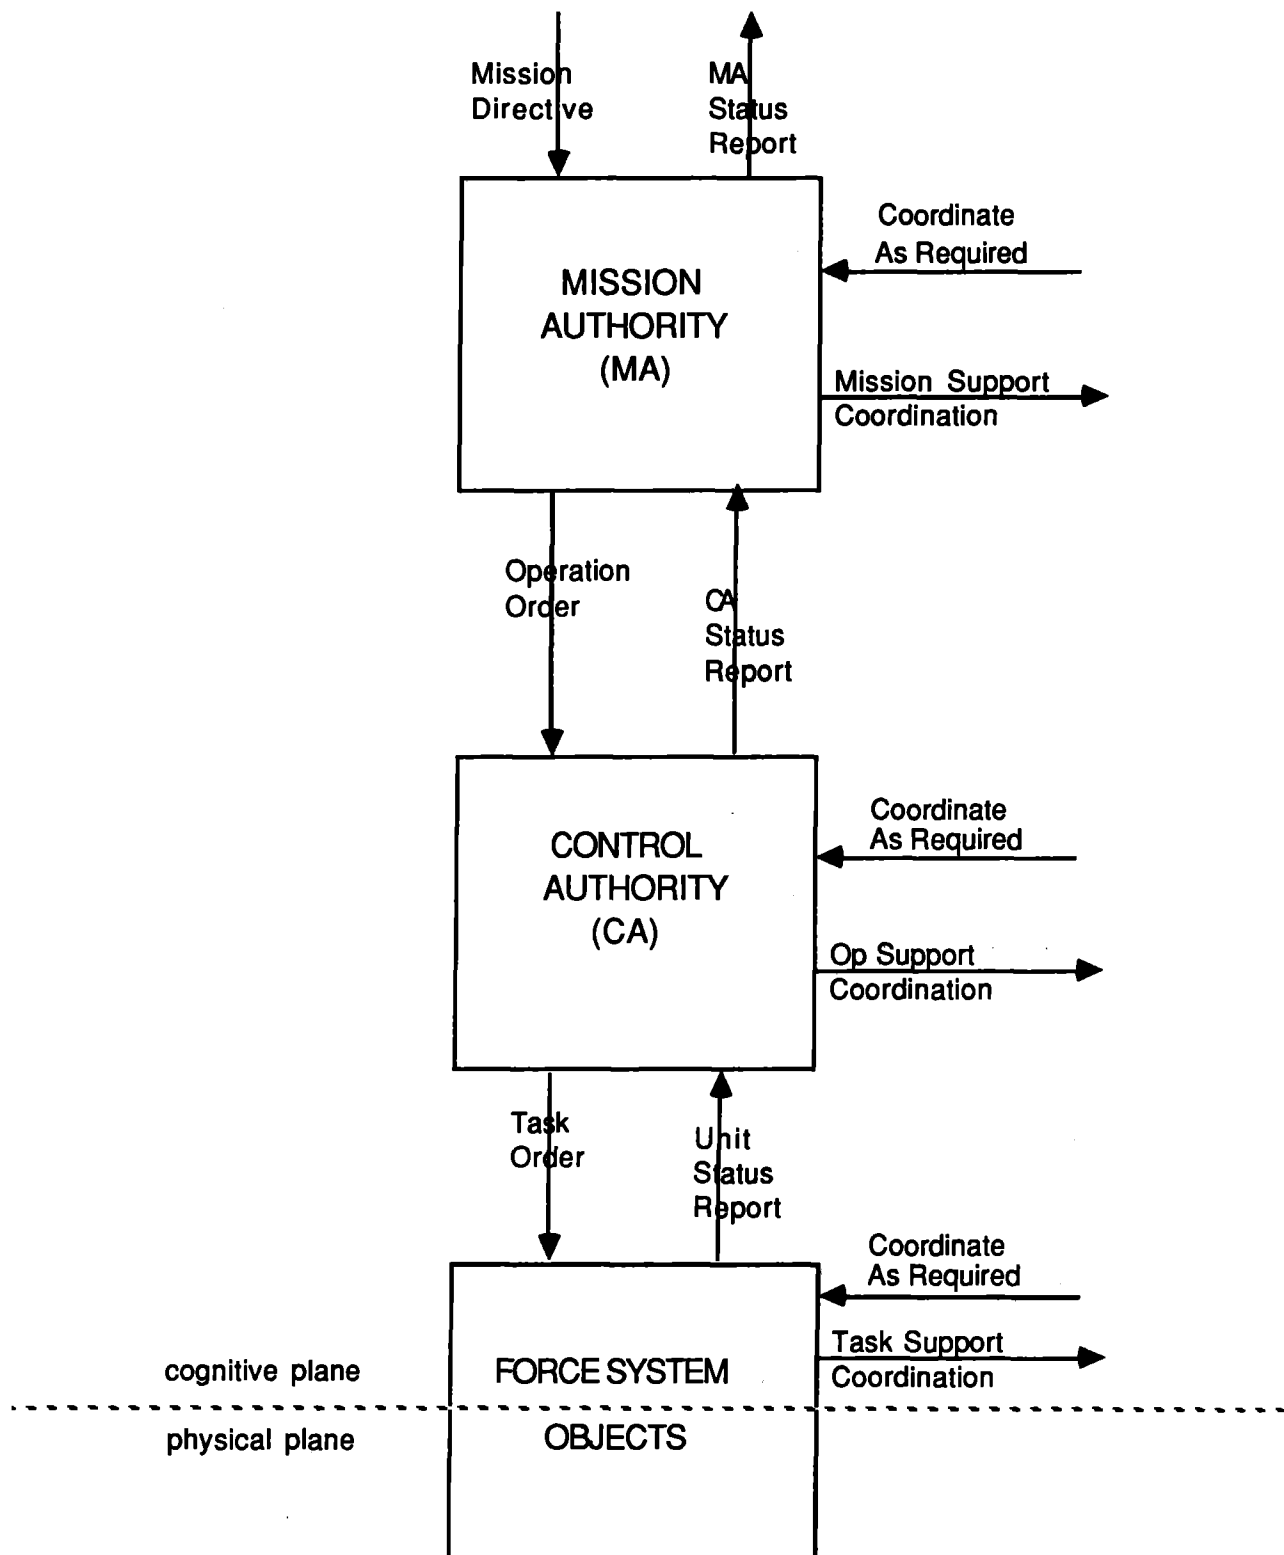 Mission
Directive
MA
Status
Report
Coordinate
As Required
MISSION
AUTHORITY
(MA)
Mission Support
Coordination
Operation
Order
CA
Status
Report
Coordinate
As Required
CONTROL
AUTHORITY
(CA)
Op Support
Coordination
Task
Order
Unit
Status
Report
Coordinate
As Required
Task Support
Coordination
cognitive plane
FORCE SYSTEM
physical plane
OBJECTS